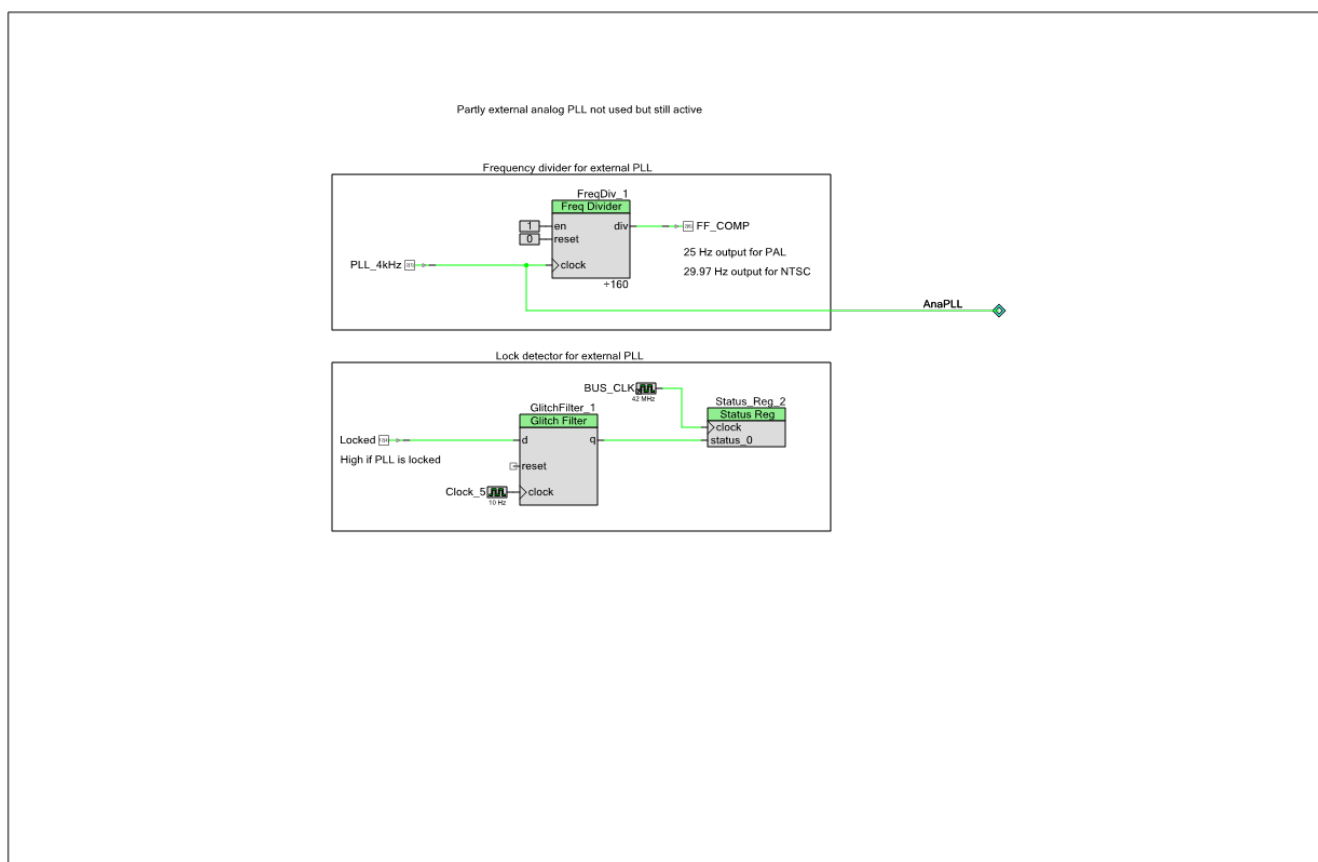 Partly external analog PLL not used but still active
Frequency divider for external PLL
FreqDiv_1
Freq Divider
1
en
div
FF_COMP
0
reset
25 Hz output for PAL
PLL_4kHz
clock
29.97 Hz output for NTSC
÷160
AnaPLL
Lock detector for external PLL
BUS_CLK
42 MHz
GlitchFilter_1
Glitch Filter
Status_Reg_2
Status Reg
clock
Locked
d
q
status_0
High if PLL is locked
reset
Clock_5
10 Hz
clock